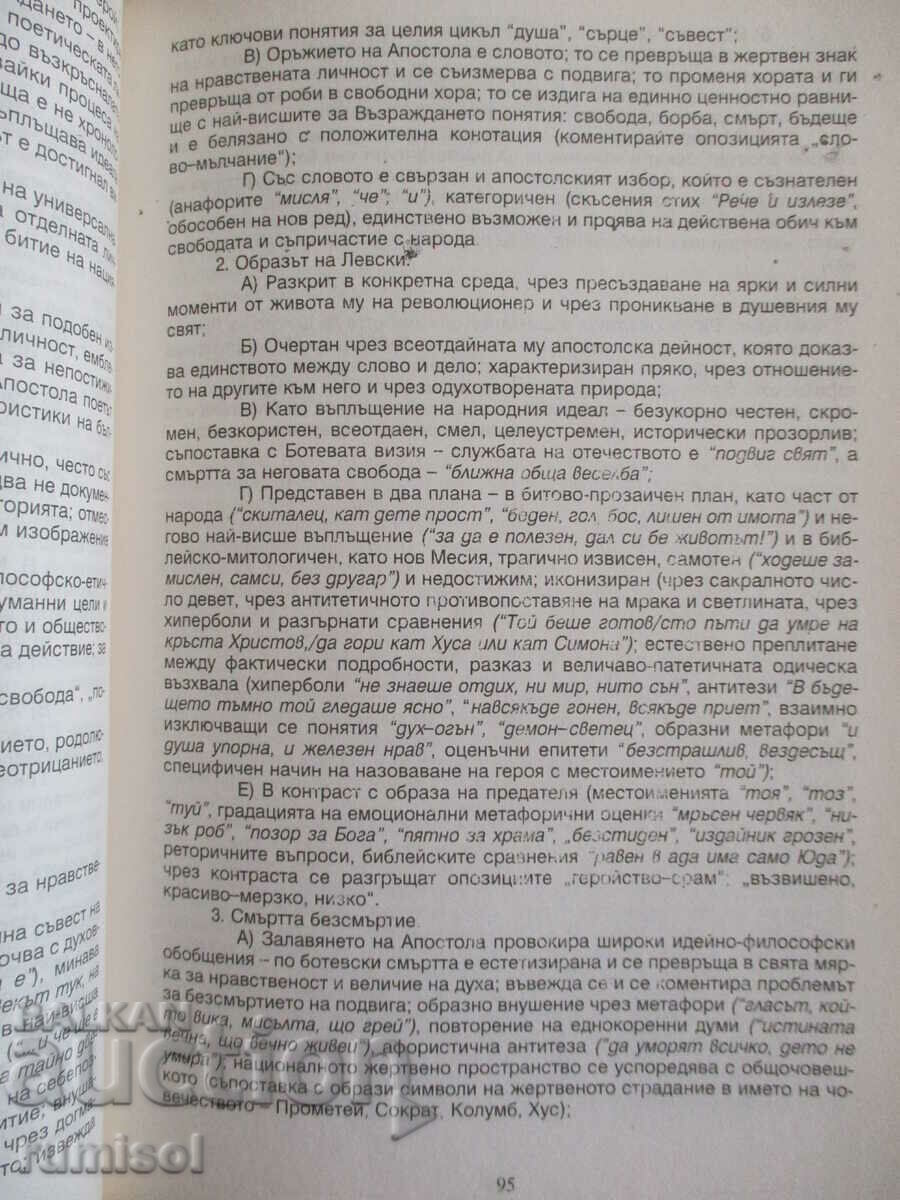 като ключови понятия за целия цикъл “душа”, “сърце”, “съвест”;
В) Оръжието на Апостола е словото; то се превръща в жертвен знак
на нравствената личност и се съизмерва с подвига; то променя хората и ги
превръща от роби в свободни хора; то се издига на единно ценностно равни-
ще с най-висшите за Възраждането понятия: свобода, борба, смърт, бъдеще
и е белязано с положителна конотация (коментирайте опозицията „сло-
во–мълчание“);
Г) Със словото е свързан и апостолският избор, който е съзнателен
(анафорите “мисля”, “че”; “и”), категоричен (скъсения стих “Рече и излезе”,
обособен на нов ред), единствено възможен и проява на действена обич към
свободата и съпричастие с народа.
2. Образът на Левски:
А) Разкрит в конкретна среда, чрез пресъздаване на ярки и силни
моменти от живота му на революционер и чрез проникване в душевния му
свят;
Б) Очертан чрез всеотдайната му апостолска дейност, която доказ-
ва единството между слово и дело; характеризиран пряко, чрез отношение-
то на другите към него и чрез одухотворената природа;
В) Като въплъщение на народния идеал – безукорно честен, скро-
мен, безкористен, всеотдаен, смел, целеустремен, исторически прозорлив;
съпоставка с Ботевата визия – службата на отечеството е “подвиг свят”, а
смъртта за неговата свобода – “ближна обща веселба”;
Г) Представен в два плана – в битово-прозаичен план, като част от
народа (“скиталец, кат дете прост”, “беден, гол, бос, лишен от имота”) и не-
гово най-висше въплъщение (“за да е полезен, дал си бе животът!”) и в биб-
лейско-митологичен, като нов Месия, трагично извисен, самотен (“ходеше за-
мислен, самси, без другар”) и недостижим; иконизиран (чрез сакралното чис-
ло девет, чрез антитетичното противопоставяне на мрака и светлината, чрез
хиперболи и разгърнати сравнения (“Той беше готов/сто пъти да умре на
кръста Христов,/да гори кат Хуса или кат Симона”); естествено преплитане
между фактически подробности, разказ и величаво-патетичната одическа
възхвала (хиперболи “не знаеше отдих, ни мир, нито сън”, антитези “В бъде-
щето тъмно той гледаше ясно”, “навсякъде гонен, всякъде приет”, взаимно
изключващи се понятия “дух–огън”, “демон–светец”, образни метафори “и
душа упорна, и железен нрав”, оценъчни епитети “безстрашлив, вездесъщ”,
специфичен начин на назоваване на героя с местоимението “той”);
Е) В контраст с образа на предателя (местоименията “тоя”, “тоз”,
“туй”, градацията на емоционални метафорични оценки “мръсен червяк”, “ни-
зък роб”, “позор за Бога”, “пятно за храма”, „безстиден”, “издайник грозен”,
реторичните въпроси, библейските сравнения “равен в ада има само Юда”);
чрез контраста се разгръщат опозициите „геройство–срам“; „възвишено,
красиво-мерзко, низко“.
3. Смъртта безсмъртие.
А) Залавянето на Апостола провокира широки идейно-философски
обобщения – по ботевски смъртта е естетизирана и се превръща в свята мяр-
ка за нравственост и величие на духа; въвежда се и се коментира проблемът
за безсмъртието на подвига; образно внушение чрез метафори (“гласът, кой-
то вика, мисълта, що грей”), повторение на еднокоренни думи (“истината
вечна, що вечно живей”), афористична антитеза (“да уморят всичко, дето не
умира”); националното жертвено пространство се успоредява с общочовеш-
кото съпоставка с образи символи на жертвеното страдание в името на чо-
вечеството – Прометей, Сократ, Колумб, Хус);
95
БАЛКАН
auction
rumisol